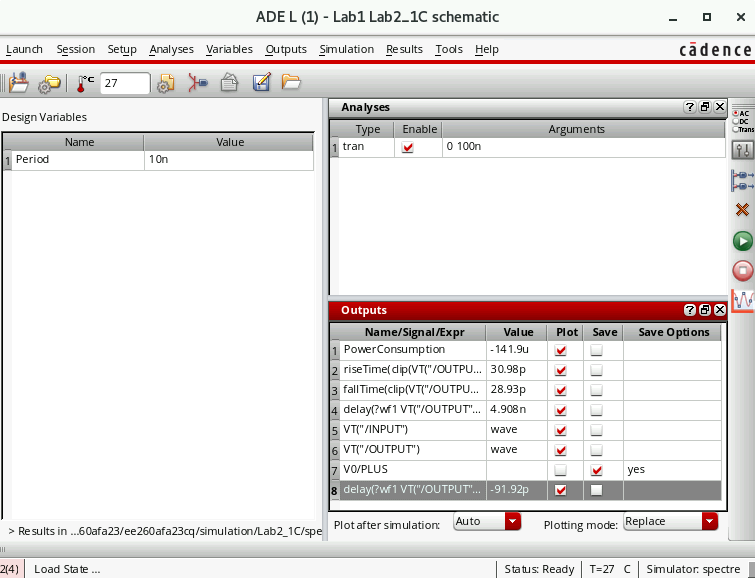 ADE L (1) - Lab1 Lab2_1C schematic
Launch Session Setup Analyses Variables Outputs Simulation Results Tools Help
cādence
°C 27
Design Variables
Name Value
1 Period 10n
Analyses
Type Enable Arguments
1 tran 0 100n
AC
DC
Trans
Outputs
Name/Signal/Expr Value Plot Save Save Options
1 PowerConsumption -141.9u
2 riseTime(clip(VT("/OUTPU... 30.98p
3 fallTime(clip(VT("/OUTPU... 28.93p
4 delay(?wf1 VT("/OUTPUT"... 4.908n
5 VT("/INPUT") wave
6 VT("/OUTPUT") wave
7 V0/PLUS yes
8 delay(?wf1 VT("/OUTPUT"... -91.92p
> Results in ...60afa23/ee260afa23cq/simulation/Lab2_1C/spe
Plot after simulation: Auto Plotting mode: Replace
2(4) Load State ... Status: Ready T=27 C Simulator: spectre